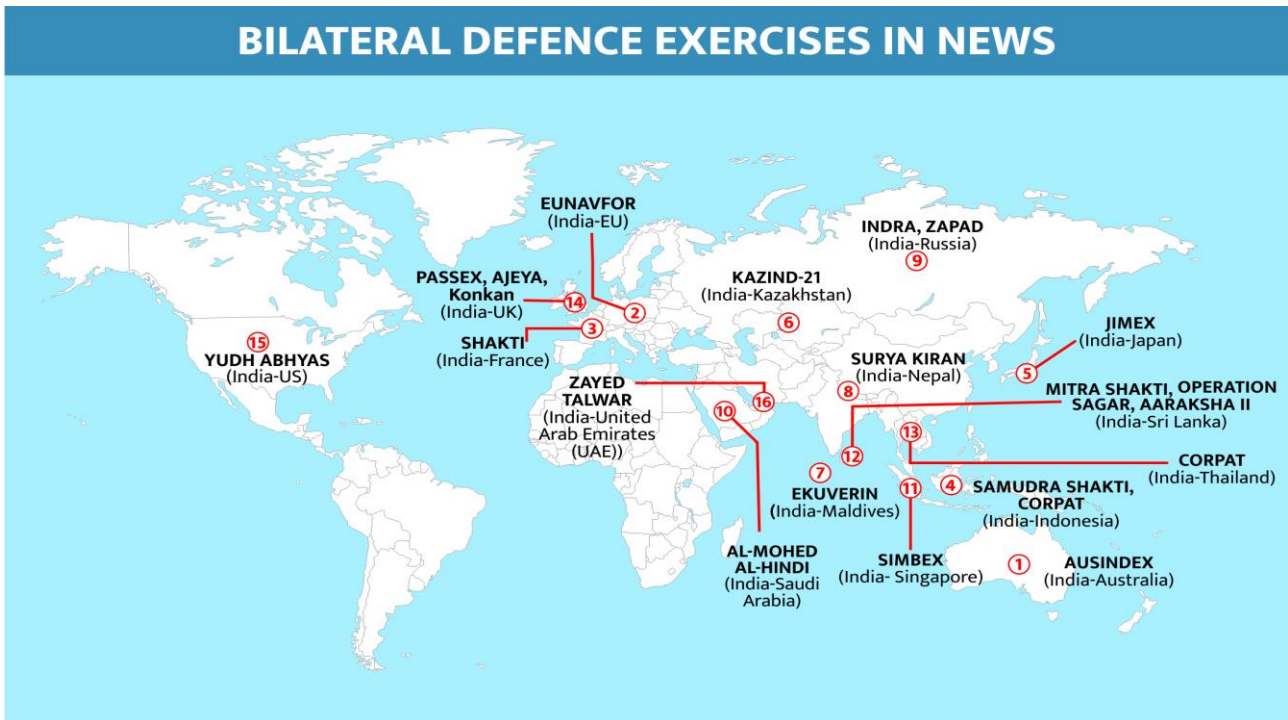 BILATERAL DEFENCE EXERCISES IN NEWS
EUNAVFOR
(India-EU)
INDRA, ZAPAD
(India-Russia)
9
PASSEX, AJEYA,
Konkan
(India-UK)
14
2
KAZIND-21
(India-Kazakhstan)
6
3
SHAKTI
(India-France)
15
YUDH ABHYAS
(India-US)
JIMEX
(India-Japan)
5
SURYA KIRAN
(India-Nepal)
8
ZAYED
TALWAR
(India-United
Arab Emirates
(UAE))
10
16
MITRA SHAKTI, OPERATION
SAGAR, AARAKSHA II
(India-Sri Lanka)
12
13
CORPAT
(India-Thailand)
7
EKUVERIN
(India-Maldives)
11
4
SAMUDRA SHAKTI,
CORPAT
(India-Indonesia)
AL-MOHED
AL-HINDI
(India-Saudi
Arabia)
SIMBEX
(India- Singapore)
1
AUSINDEX
(India-Australia)